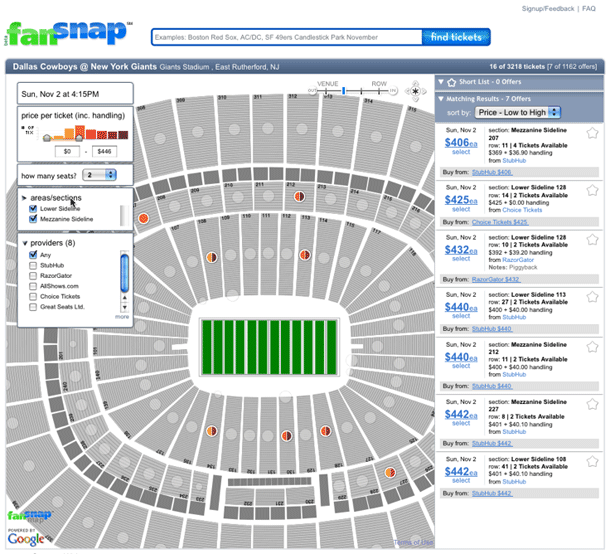 Signup/Feedback | FAQ
beta
fansnap™
Examples: Boston Red Sox, AC/DC, SF 49ers Candlestick Park November
find tickets
Dallas Cowboys @ New York Giants Giants Stadium , East Rutherford, NJ
16 of 3218 tickets [7 of 1162 offers]
Sun, Nov 2 at 4:15PM
price per ticket (inc. handling)
# OF TIX
$0 - $446
how many seats? 2
areas/sections
Lower Sideline
Mezzanine Sideline
providers (8)
Any
StubHub
RazorGator
AllShows.com
Choice Tickets
Great Seats Ltd.
more
VENUE ROW
OUT
Short List - 0 Offers
Matching Results - 7 Offers
sort by: Price - Low to High
Sun, Nov 2
$406ea
select
section: Mezzanine Sideline
207
row: 11 | 4 Tickets Available
$369 + $36.90 handling
from StubHub
Buy from: StubHub $406
Sun, Nov 2
$425ea
select
section: Lower Sideline 128
row: 14 | 2 Tickets Available
$386 + $39.00 handling
from Choice Tickets
Buy from: Choice Tickets $425
Sun, Nov 2
$432ea
select
section: Lower Sideline 128
row: 10 | 2 Tickets Available
$392 + $39.20 handling
from RazorGator
Notes: Piggyback
Buy from: RazorGator $432
Sun, Nov 2
$440ea
select
section: Lower Sideline 113
row: 27 | 2 Tickets Available
$400 + $40.00 handling
from StubHub
Buy from: StubHub $440
Sun, Nov 2
$440ea
select
section: Mezzanine Sideline
212
row: 11 | 2 Tickets Available
$400 + $40.00 handling
from StubHub
Buy from: StubHub $440
Sun, Nov 2
$442ea
select
section: Mezzanine Sideline
227
row: 8 | 2 Tickets Available
$401 + $40.10 handling
from StubHub
Buy from: StubHub $442
Sun, Nov 2
$442ea
select
section: Lower Sideline 108
row: 41 | 2 Tickets Available
$401 + $40.10 handling
from StubHub
Buy from: StubHub $442
fansnap
map
POWERED BY
Google
Terms of Use